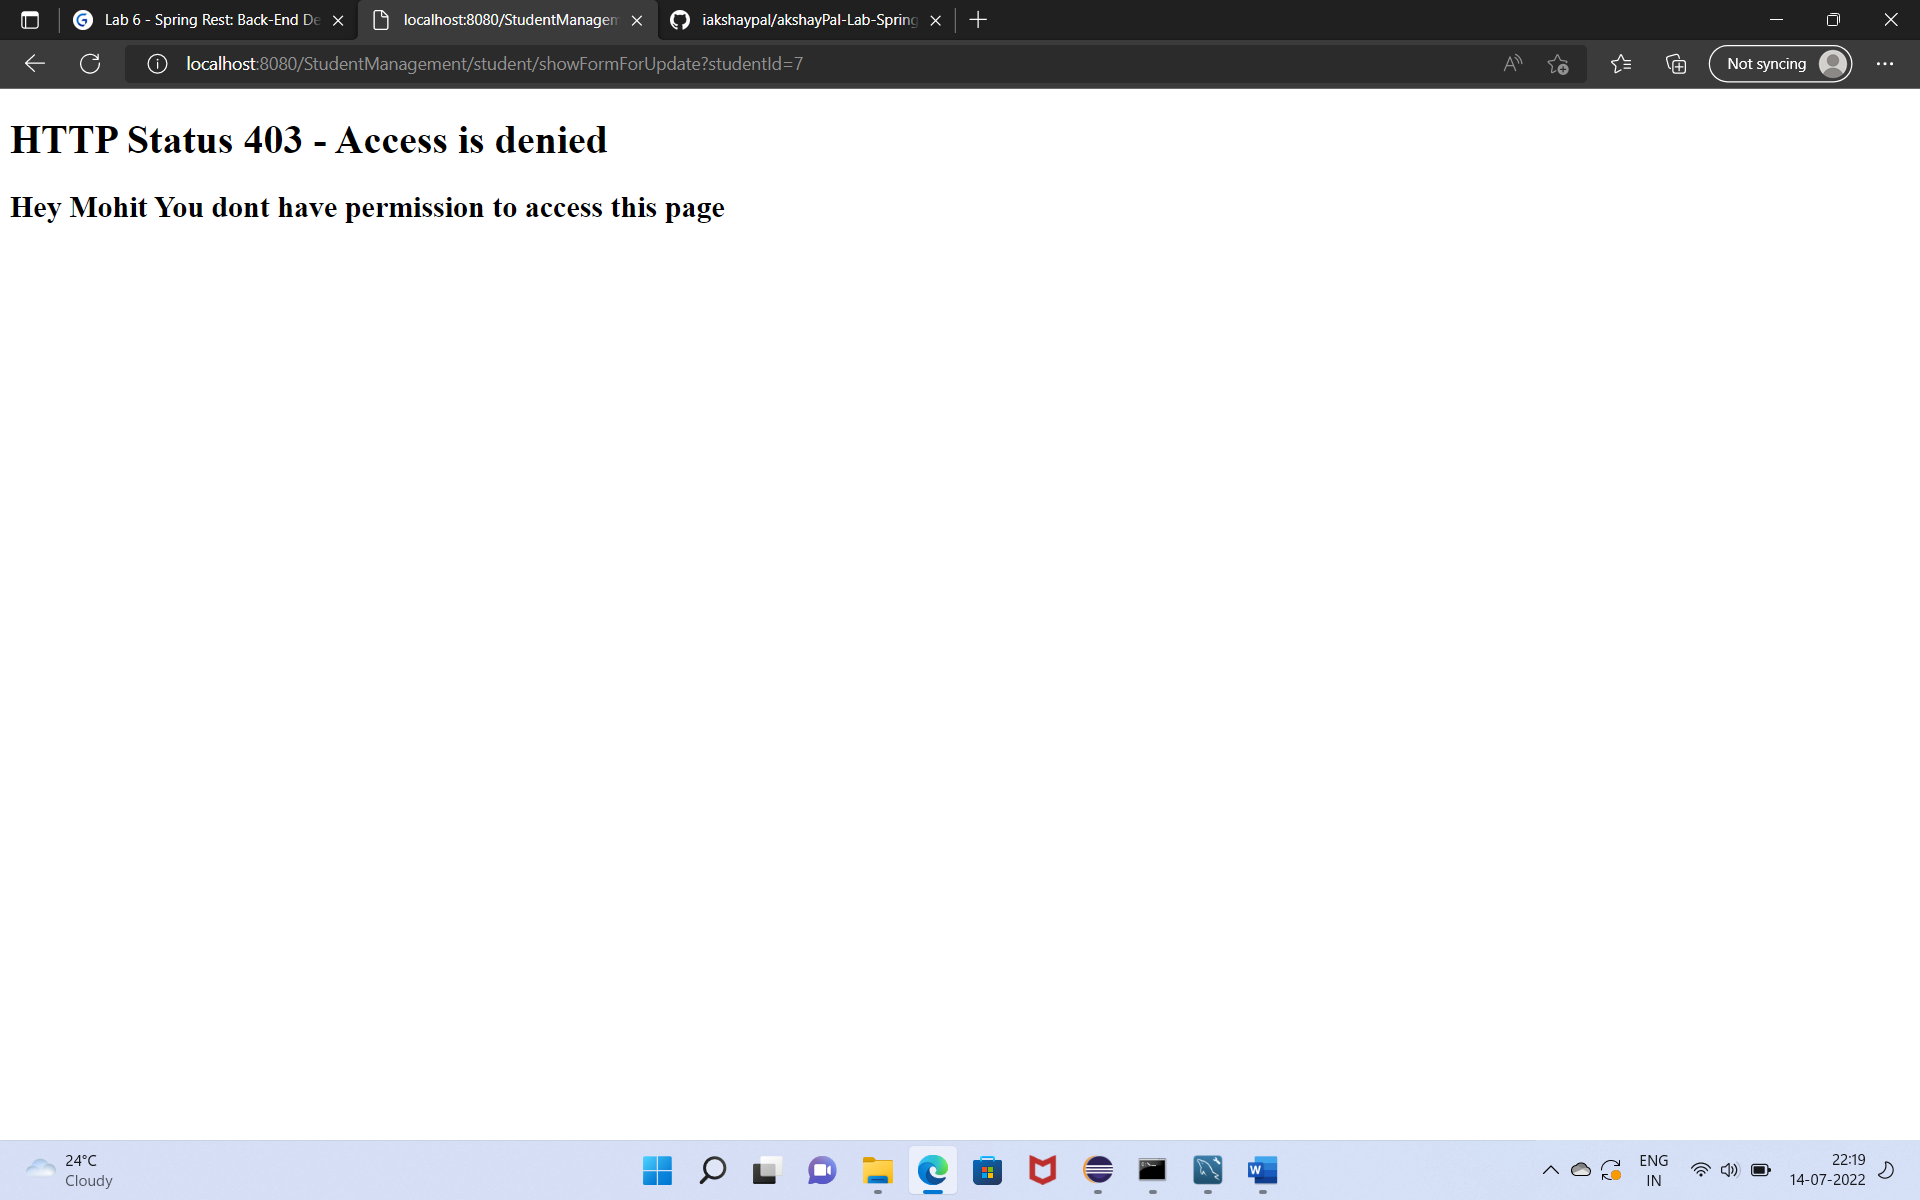 Lab 6 - Spring Rest: Back-End De
localhost:8080/StudentManagem
iakshaypal/akshayPal-Lab-Spring
localhost:8080/StudentManagement/student/showFormForUpdate?studentId=7
Not syncing
HTTP Status 403 - Access is denied
Hey Mohit You dont have permission to access this page
24°C
Cloudy
ENG
IN
22:19
14-07-2022